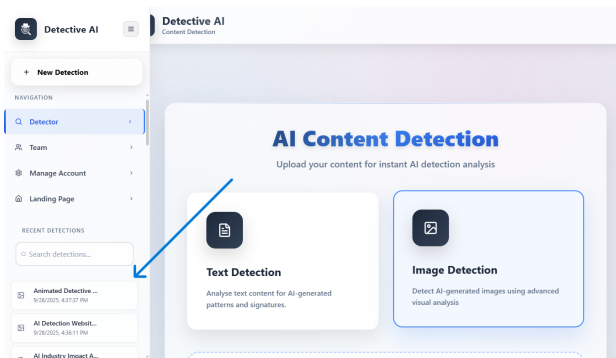 Detective AI
+ New Detection
NAVIGATION
Detector
Team
Manage Account
Landing Page
RECENT DETECTIONS
Search detections...
Animated Detective ...
9/28/2025, 4:37:37 PM
AI Detection Websit...
9/28/2025, 4:36:11 PM
AI Industry Impact A...
Detective AI
Content Detection
AI Content Detection
Upload your content for instant AI detection analysis
Text Detection
Analyse text content for AI-generated
patterns and signatures.
Image Detection
Detect AI-generated images using advanced
visual analysis